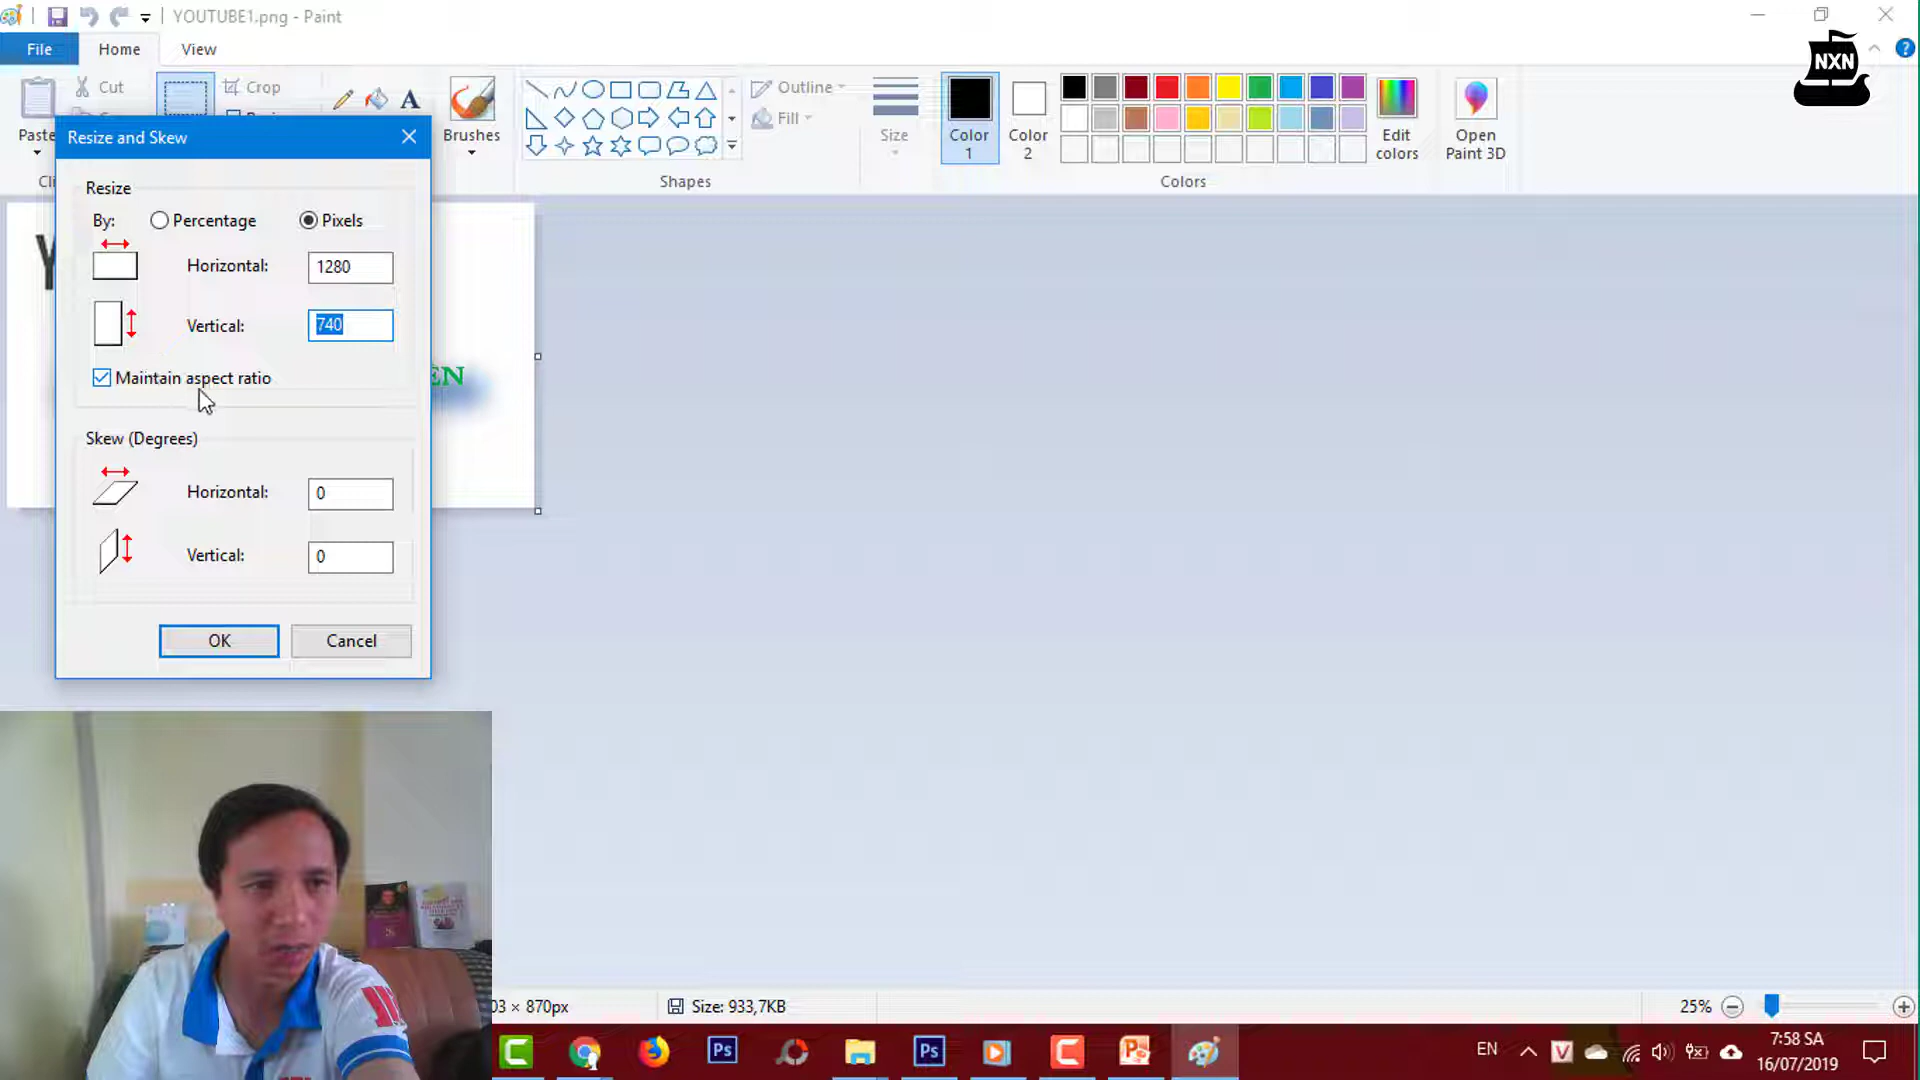 YOUTUBE1.png - Paint
NXN
File Home View
Cut Crop Outline
Fill
Paste Brushes Size Color 1 Color 2 Edit colors Open Paint 3D
Shapes Colors
Resize and Skew
Resize
By: Percentage Pixels
Horizontal: 1280
Vertical: 740
Maintain aspect ratio
Skew (Degrees)
Horizontal: 0
Vertical: 0
OK Cancel
Y
EN
03 × 870px Size: 933,7KB 25%
Ps Ps EN V 7:58 SA
16/07/2019